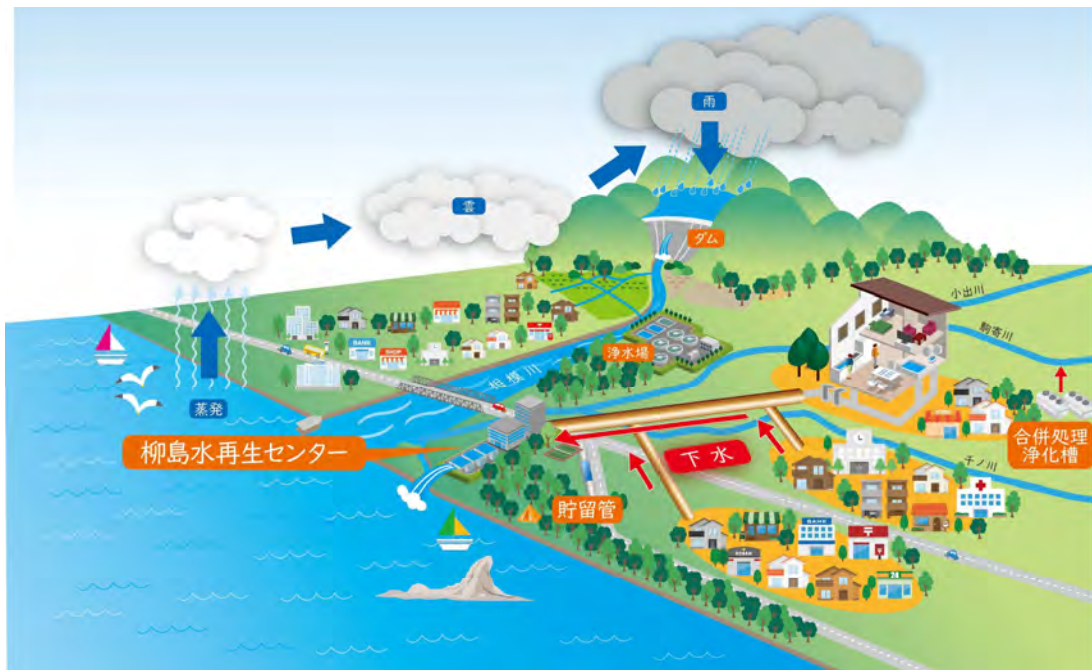 雨
雲
ダム
小出川
駒寄川
浄水場
相模川
BANK
SHOP
蒸発
柳島水再生センター
下水
合併処理
浄化槽
千ノ川
貯留管
BANK
24